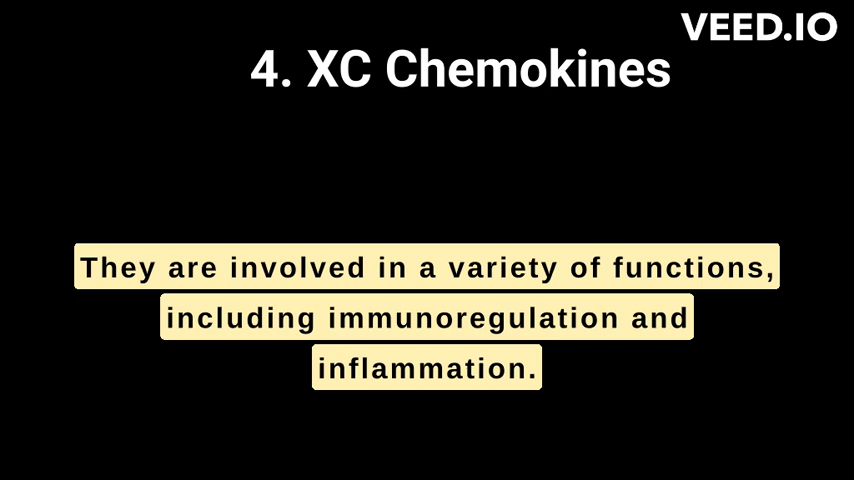 VEED.IO
4. XC Chemokines
They are involved in a variety of functions,
including immunoregulation and
inflammation.